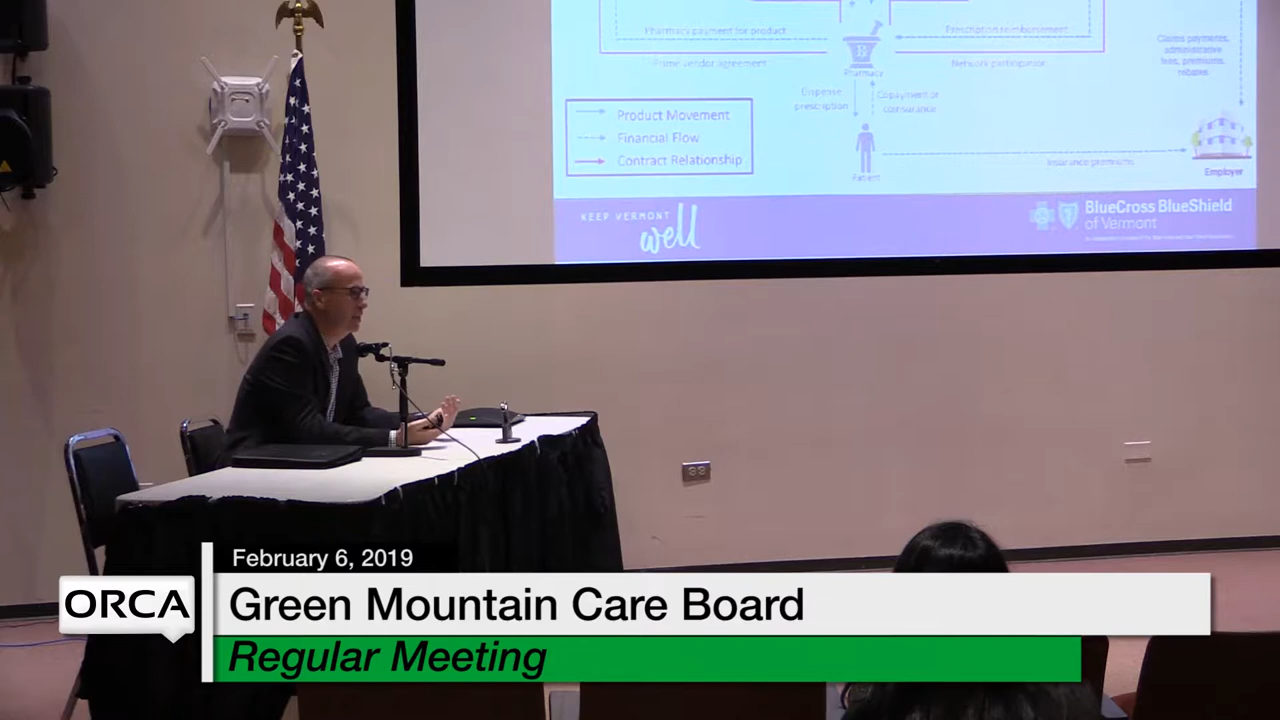 Pharmacy payment for product
Prescription reimbursement
Prime vendor agreement
Network participation
Pharmacy
Claims payments,
administrative
fees, premiums,
rebates
Dispense
prescription
Copayment or
coinsurance
Product Movement
Financial Flow
Contract Relationship
Patient
Insurance premiums
Employer
KEEP VERMONT
well
BlueCross BlueShield
of Vermont
February 6, 2019
ORCA
Green Mountain Care Board
Regular Meeting